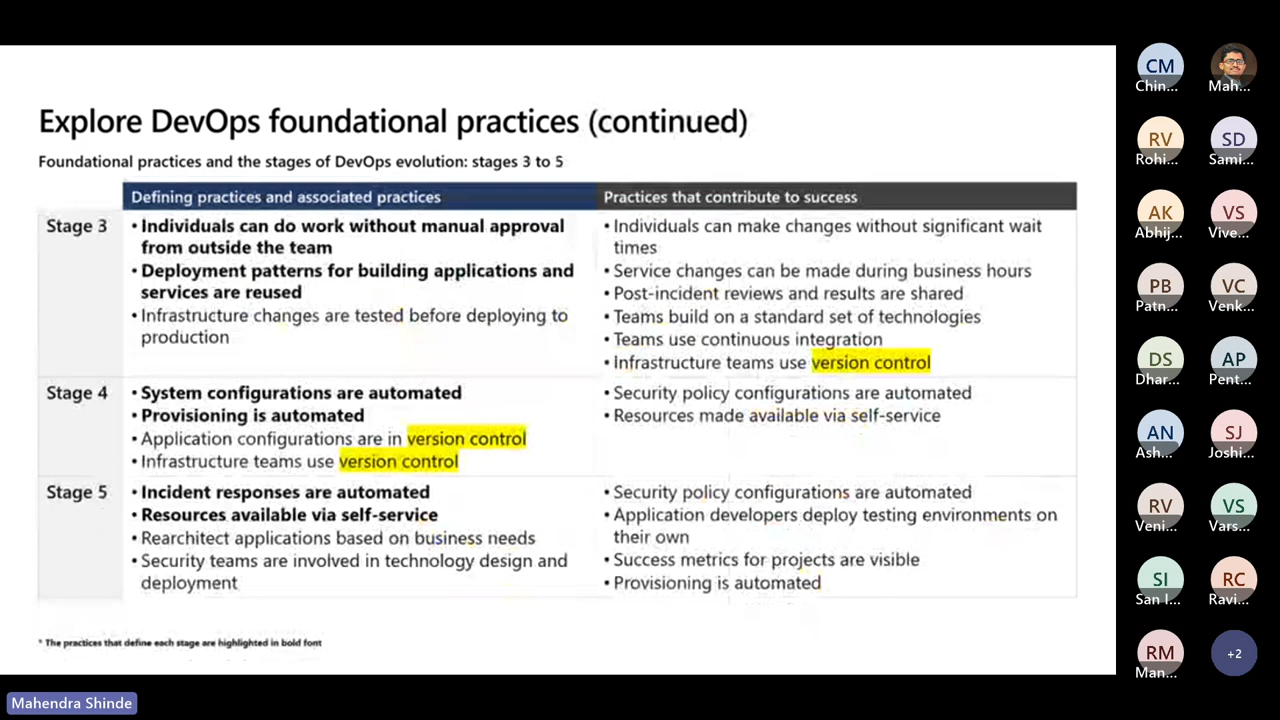 Explore DevOps foundational practices (continued)
Foundational practices and the stages of DevOps evolution: stages 3 to 5
Defining practices and associated practices
Practices that contribute to success
Stage 3
• Individuals can do work without manual approval
from outside the team
• Deployment patterns for building applications and
services are reused
• Infrastructure changes are tested before deploying to
production
• Individuals can make changes without significant wait
times
• Service changes can be made during business hours
• Post-incident reviews and results are shared
• Teams build on a standard set of technologies
• Teams use continuous integration
• Infrastructure teams use version control
Stage 4
• System configurations are automated
• Provisioning is automated
• Application configurations are in version control
• Infrastructure teams use version control
• Security policy configurations are automated
• Resources made available via self-service
Stage 5
• Incident responses are automated
• Resources available via self-service
• Rearchitect applications based on business needs
• Security teams are involved in technology design and
deployment
• Security policy configurations are automated
• Application developers deploy testing environments on
their own
• Success metrics for projects are visible
• Provisioning is automated
* The practices that define each stage are highlighted in bold font
Mahendra Shinde
CM
Chin...
Mah...
RV
Rohi...
SD
Sami...
AK
Abhij...
VS
Vive...
PB
Patn...
VC
Venk...
DS
Dhar...
AP
Pent...
AN
Ash...
SJ
Joshi...
RV
Veni...
VS
Vars...
SI
San I...
RC
Ravi...
RM
Man...
+2